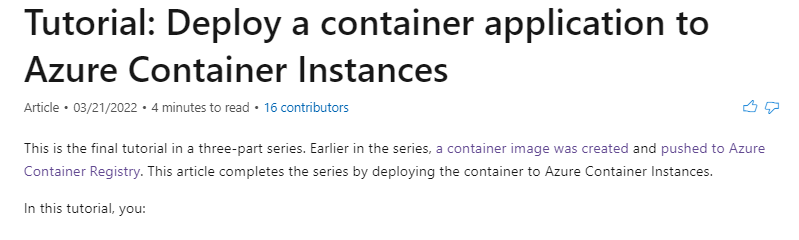 Tutorial: Deploy a container application to
Azure Container Instances
Article • 03/21/2022 • 4 minutes to read • 16 contributors
This is the final tutorial in a three-part series. Earlier in the series, a container image was created and pushed to Azure
Container Registry. This article completes the series by deploying the container to Azure Container Instances.
In this tutorial, you: